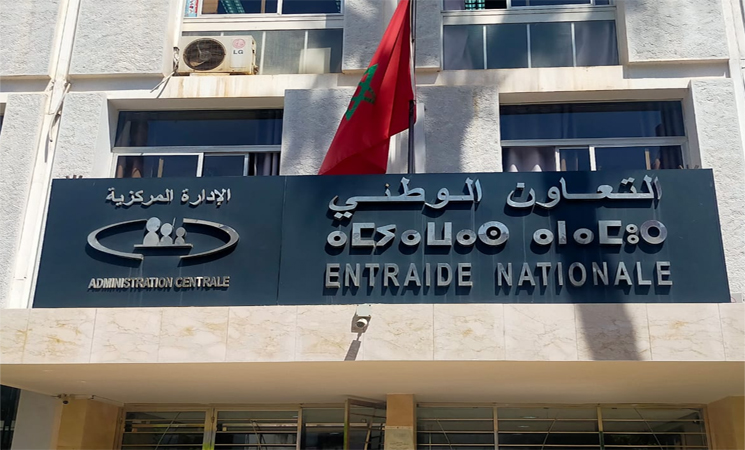 الإدارة المركزية
ADMINISTRATION CENTRALE
التعاون الوطني
ⴰⵎⵢⴰⵡⴰⵙ ⴰⵏⴰⵎⵓⵔ
ENTRAIDE NATIONALE
LG